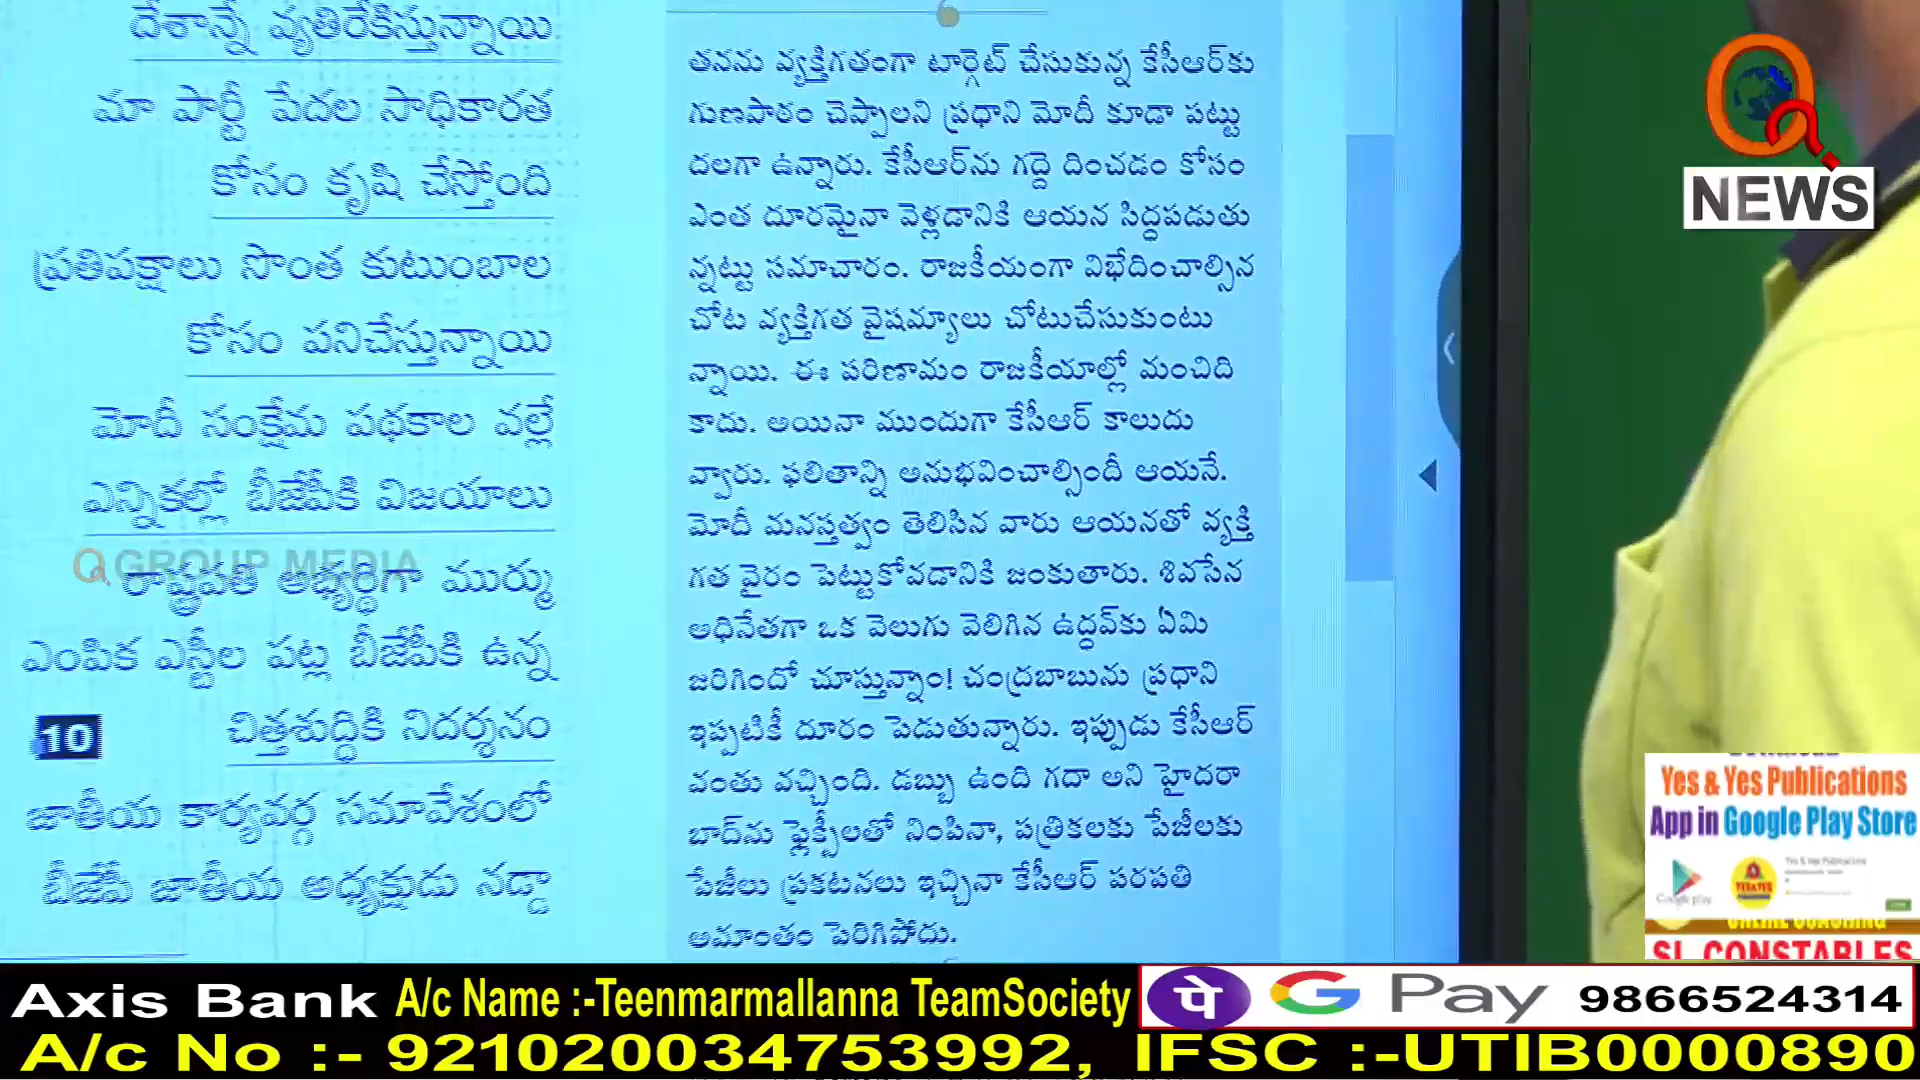 దేశాన్నే వ్యతిరేకిస్తున్నాయి
మా పార్టీ పేదల సాధికారత
కోసం కృషి చేస్తోంది
ప్రతిపక్షాలు సొంత కుటుంబాల
కోసం పనిచేస్తున్నాయి
మోదీ సంక్షేమ పథకాల వల్లే
ఎన్నికల్లో బీజేపీకి విజయాలు
Q GROUP MEDIA
రాష్ట్రపతి అభ్యర్థిగా ముర్ము
ఎంపిక ఎస్టీల పట్ల బీజేపీకి ఉన్న
10 చిత్తశుద్ధికి నిదర్శనం
జాతీయ కార్యవర్గ సమావేశంలో
బీజేపీ జాతీయ అధ్యక్షుడు నడ్డా
తనను వ్యక్తిగతంగా టార్గెట్ చేసుకున్న కేసీఆర్‌కు
గుణపాఠం చెప్పాలని ప్రధాని మోదీ కూడా పట్టు
దలగా ఉన్నారు. కేసీఆర్‌ను గద్దె దించడం కోసం
ఎంత దూరమైనా వెళ్లడానికి ఆయన సిద్ధపడుతు
న్నట్టు సమాచారం. రాజకీయంగా విభేదించాల్సిన
చోట వ్యక్తిగత వైషమ్యాలు చోటుచేసుకుంటు
న్నాయి. ఈ పరిణామం రాజకీయాల్లో మంచిది
కాదు. అయినా ముందుగా కేసీఆర్ కాలుదు
వ్వారు. ఫలితాన్ని అనుభవించాల్సిందీ ఆయనే.
మోదీ మనస్తత్వం తెలిసిన వారు ఆయనతో వ్యక్తి
గత వైరం పెట్టుకోవడానికి జంకుతారు. శివసేన
అధినేతగా ఒక వెలుగు వెలిగిన ఉద్ధవ్‌కు ఏమి
జరిగిందో చూస్తున్నాం! చంద్రబాబును ప్రధాని
ఇప్పటికీ దూరం పెడుతున్నారు. ఇప్పుడు కేసీఆర్
వంతు వచ్చింది. డబ్బు ఉంది గదా అని హైదరా
బాద్‌ను ఫ్లెక్సీలతో నింపినా, పత్రికలకు పేజీలకు
పేజీలు ప్రకటనలు ఇచ్చినా కేసీఆర్ పరపతి
అమాంతం పెరిగిపోదు.
Q NEWS
Yes & Yes Publications
App in Google Play Store
Google play
SI, CONSTABLES
Axis Bank A/c Name :-Teenmarmallanna TeamSociety
पे G Pay 9866524314
A/c No :- 921020034753992, IFSC :-UTIB0000890